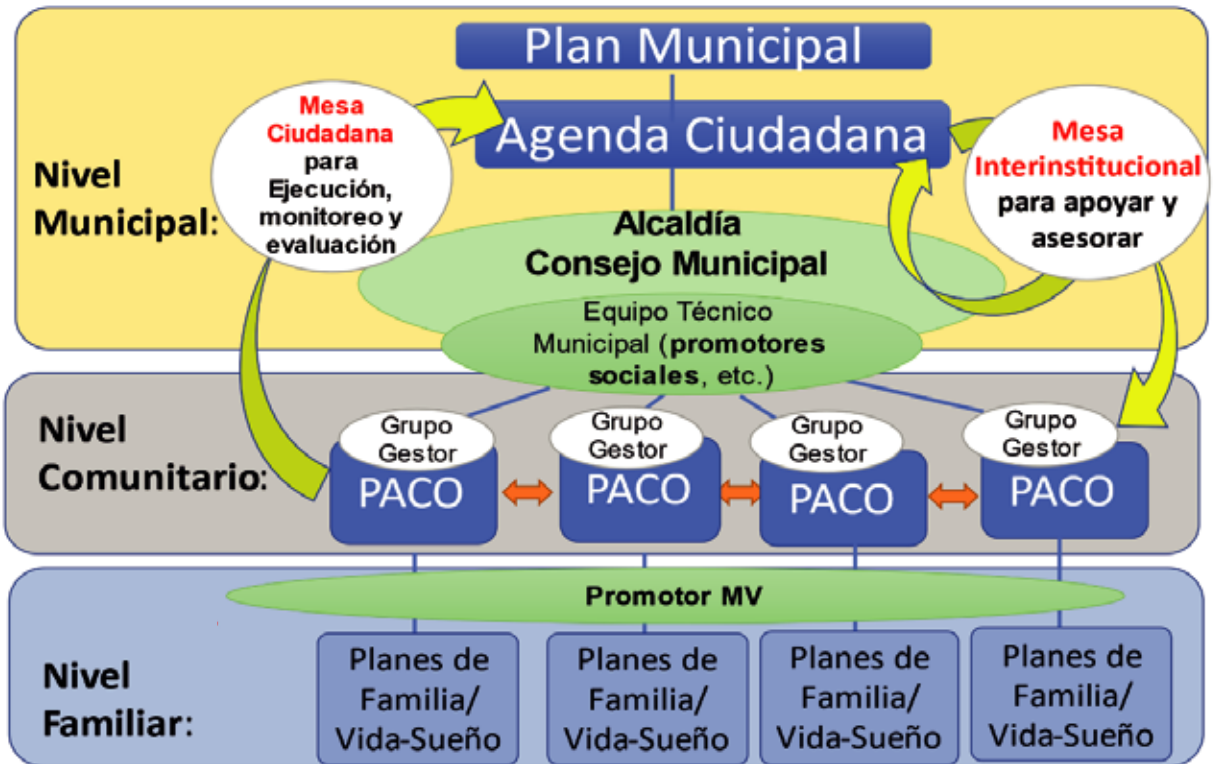 Plan Municipal
Agenda Ciudadana
Mesa
Ciudadana
para
Ejecución,
monitoreo y
evaluación
Mesa
Interinstitucional
para apoyar y
asesorar
Nivel
Municipal:
Alcaldía
Consejo Municipal
Equipo Técnico
Municipal (promotores
sociales, etc.)
Nivel
Comunitario:
Grupo
Gestor
PACO
Grupo
Gestor
PACO
Grupo
Gestor
PACO
Grupo
Gestor
PACO
Promotor MV
Nivel
Familiar:
Planes de
Familia/
Vida-Sueño
Planes de
Familia/
Vida-Sueño
Planes de
Familia/
Vida-Sueño
Planes de
Familia/
Vida-Sueño